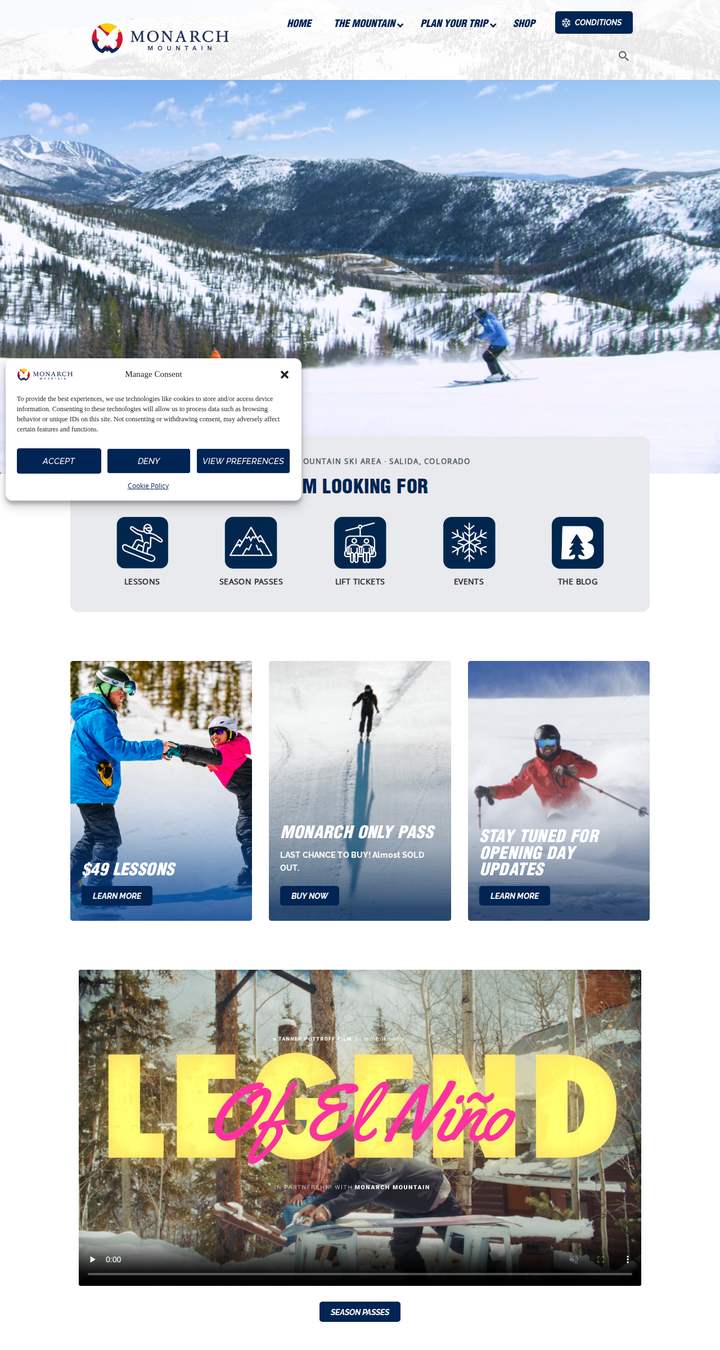 MONARCH
MOUNTAIN
HOME
THE MOUNTAIN
PLAN YOUR TRIP
SHOP
CONDITIONS
MONARCH
Manage Consent
To provide the best experiences, we use technologies like cookies to store and/or access device
information. Consenting to these technologies will allow us to process data such as browsing
behavior or unique IDs on this site. Not consenting or withdrawing consent, may adversely affect
certain features and functions.
ACCEPT
DENY
VIEW PREFERENCES
Cookie Policy
OUNTAIN SKI AREA · SALIDA, COLORADO
M LOOKING FOR
LESSONS
SEASON PASSES
LIFT TICKETS
EVENTS
B
THE BLOG
$49 LESSONS
LEARN MORE
MONARCH ONLY PASS
LAST CHANCE TO BUY! Almost SOLD
OUT.
BUY NOW
STAY TUNED FOR
OPENING DAY
UPDATES
LEARN MORE
TANNER POTTROFF FILM
LEGEND
Of El Niño
IN PARTNERSHIP WITH MONARCH MOUNTAIN
0:00
SEASON PASSES